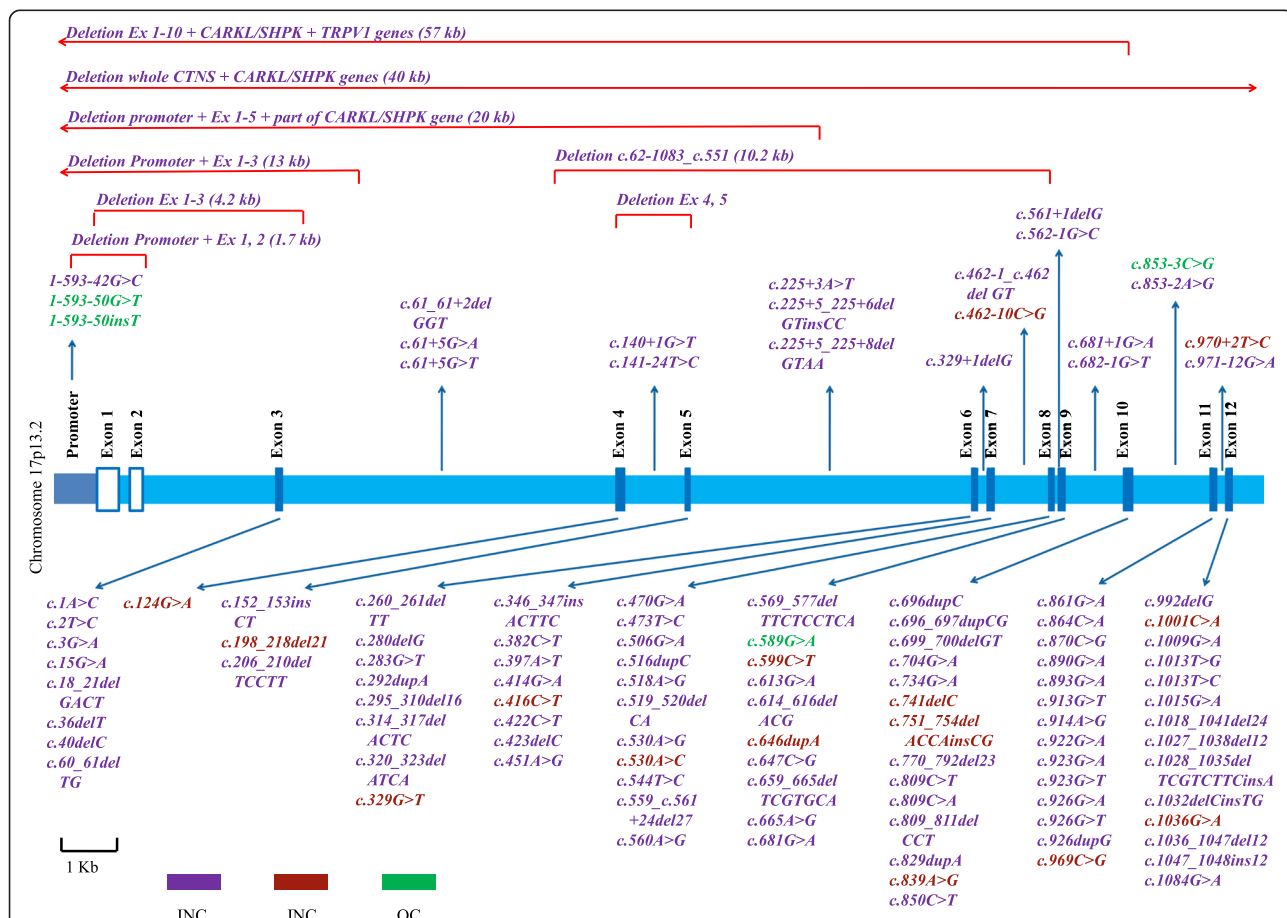 Deletion Ex 1-10 + CARKL/SHPK + TRPV1 genes (57 kb)
Deletion whole CTNS + CARKL/SHPK genes (40 kb)
Deletion promoter + Ex 1-5 + part of CARKL/SHPK gene (20 kb)
Deletion Promoter + Ex 1-3 (13 kb)
Deletion c.62-1083_c.551 (10.2 kb)
Deletion Ex 1-3 (4.2 kb)
Deletion Ex 4, 5
Deletion Promoter + Ex 1, 2 (1.7 kb)
1-593-42G>C
1-593-50G>T
1-593-50insT
c.61_61+2del
GGT
c.61+5G>A
c.61+5G>T
c.140+1G>T
c.141-24T>C
c.225+3A>T
c.225+5_225+6del
GTinsCC
c.225+5_225+8del
GTAA
c.329+1delG
c.462-1_c.462
del GT
c.462-10C>G
c.561+1delG
c.562-1G>C
c.681+1G>A
c.682-1G>T
c.853-3C>G
c.853-2A>G
c.970+2T>C
c.971-12G>A
Chromosome 17p13.2
Promoter
Exon 1
Exon 2
Exon 3
Exon 4
Exon 5
Exon 6
Exon 7
Exon 8
Exon 9
Exon 10
Exon 11
Exon 12
c.1A>C
c.2T>C
c.3G>A
c.15G>A
c.18_21del
GACT
c.36delT
c.40delC
c.60_61del
TG
c.124G>A
c.152_153ins
CT
c.198_218del21
c.206_210del
TCCTT
c.260_261del
TT
c.280delG
c.283G>T
c.292dupA
c.295_310del16
c.314_317del
ACTC
c.320_323del
ATCA
c.329G>T
c.346_347ins
ACTTC
c.382C>T
c.397A>T
c.414G>A
c.416C>T
c.422C>T
c.423delC
c.451A>G
c.470G>A
c.473T>C
c.506G>A
c.516dupC
c.518A>G
c.519_520del
CA
c.530A>G
c.530A>C
c.544T>C
c.559_c.561
+24del27
c.560A>G
c.569_577del
TTCTCCTCA
c.589G>A
c.599C>T
c.613G>A
c.614_616del
ACG
c.646dupA
c.647C>G
c.659_665del
TCGTGCA
c.665A>G
c.681G>A
c.696dupC
c.696_697dupCG
c.699_700delGT
c.704G>A
c.734G>A
c.741delC
c.751_754del
ACCAinsCG
c.770_792del23
c.809C>T
c.809C>A
c.809_811del
CCT
c.829dupA
c.839A>G
c.850C>T
c.861G>A
c.864C>A
c.870C>G
c.890G>A
c.893G>A
c.913G>T
c.914A>G
c.922G>A
c.923G>A
c.923G>T
c.926G>A
c.926G>T
c.926dupG
c.969C>G
c.992delG
c.1001C>A
c.1009G>A
c.1013T>G
c.1013T>C
c.1015G>A
c.1018_1041del24
c.1027_1038del12
c.1028_1035del
TCGTCTTCinsA
c.1032delCinsTG
c.1036G>A
c.1036_1047del12
c.1047_1048ins12
c.1084G>A
1 Kb
INC
INC
OC